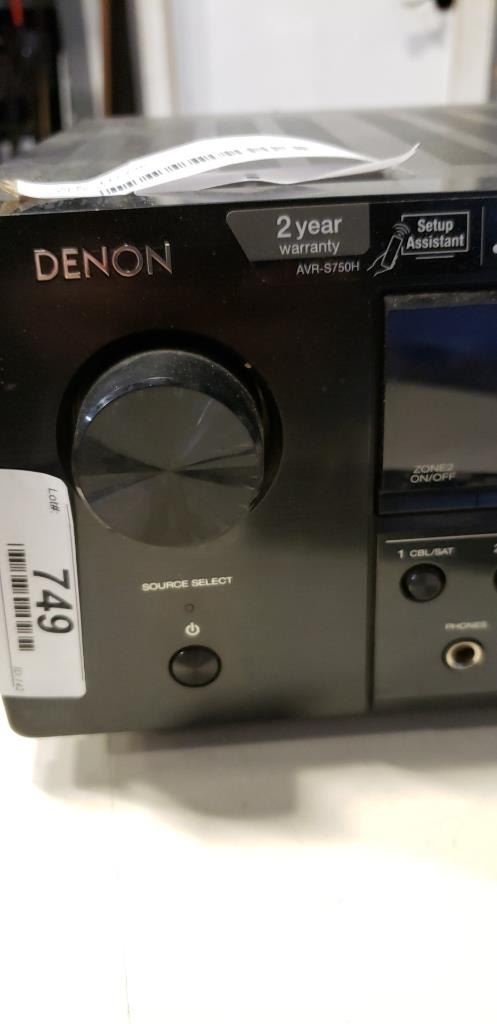 DENON
2 year
warranty
AVR-S750H
Setup
Assistant
ZONE2
ON/OFF
1 CBL/SAT
2
SOURCE SELECT
PHONES
Lot#.
749